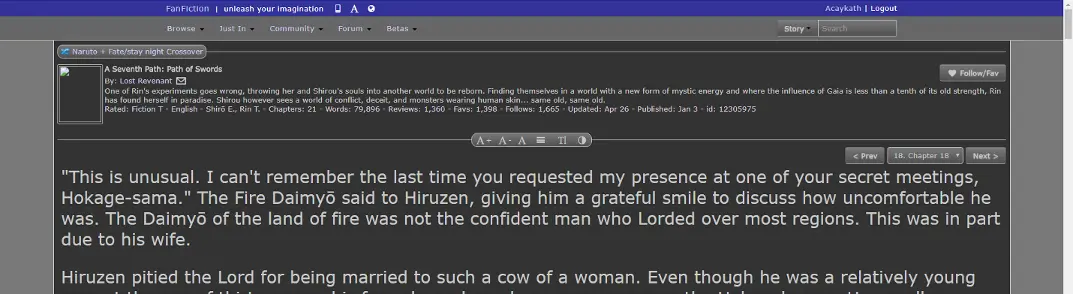 FanFiction | unleash your imagination
Acaykath | Logout
Browse Just In Community Forum Betas
Story Search
Naruto + Fate/stay night Crossover
A Seventh Path: Path of Swords
Follow/Fav
By: Lost Revenant
One of Rin's experiments goes wrong, throwing her and Shirou's souls into another world to be reborn. Finding themselves in a world with a new form of mystic energy and where the influence of Gaia is less than a tenth of its old strength, Rin
has found herself in paradise. Shirou however sees a world of conflict, deceit, and monsters wearing human skin... same old, same old.
Rated: Fiction T - English - Shirō E., Rin T. - Chapters: 21 - Words: 79,896 - Reviews: 1,360 - Favs: 1,398 - Follows: 1,665 - Updated: Apr 26 - Published: Jan 3 - id: 12305975
A+ A- A TI
< Prev 18. Chapter 18 Next >
"This is unusual. I can't remember the last time you requested my presence at one of your secret meetings,
Hokage-sama." The Fire Daimyō said to Hiruzen, giving him a grateful smile to discuss how uncomfortable he
was. The Daimyō of the land of fire was not the confident man who Lorded over most regions. This was in part
due to his wife.
Hiruzen pitied the Lord for being married to such a cow of a woman. Even though he was a relatively young